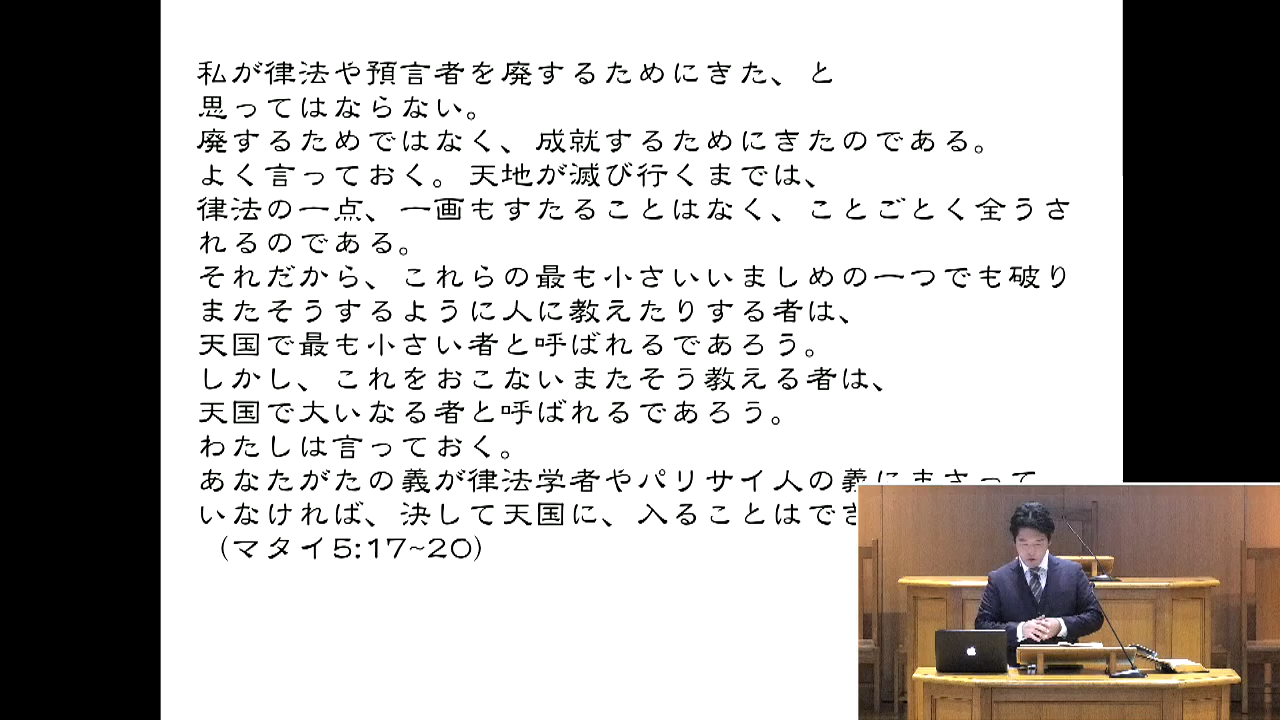 私が律法や預言者を廃するためにきた、と
思ってはならない。
廃するためではなく、成就するためにきたのである。
よく言っておく。天地が滅び行くまでは、
律法の一点、一画もすたることはなく、ことごとく全うさ
れるのである。
それだから、これらの最も小さいいましめの一つでも破り
またそうするように人に教えたりする者は、
天国で最も小さい者と呼ばれるであろう。
しかし、これをおこないまたそう教える者は、
天国で大いなる者と呼ばれるであろう。
わたしは言っておく。
あなたがたの義が律法学者やパリサイ人の義にまさって
いなければ、決して天国に、入ることはでき
（マタイ5:17~20）